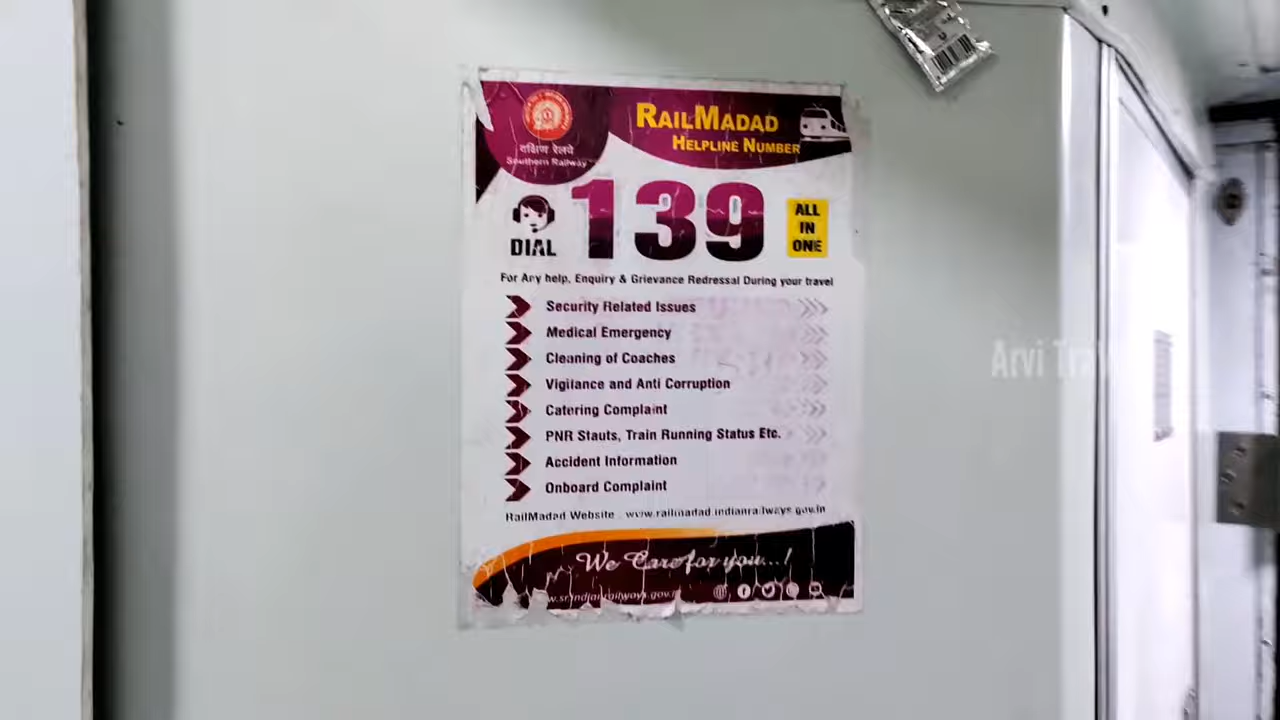 RAILMADAD
HELPLINE NUMBER
दक्षिण रेलवे
Southern Railway
DIAL
139
ALL
IN
ONE
For Any help, Enquiry & Grievance Redressal During your travel
Security Related Issues
Medical Emergency
Cleaning of Coaches
Vigilance and Anti Corruption
Catering Complaint
PNR Stauts, Train Running Status Etc.
Accident Information
Onboard Complaint
RailMadad Website : www.railmadad.indianrailways.gov.in
We Care for you...!
Arvi